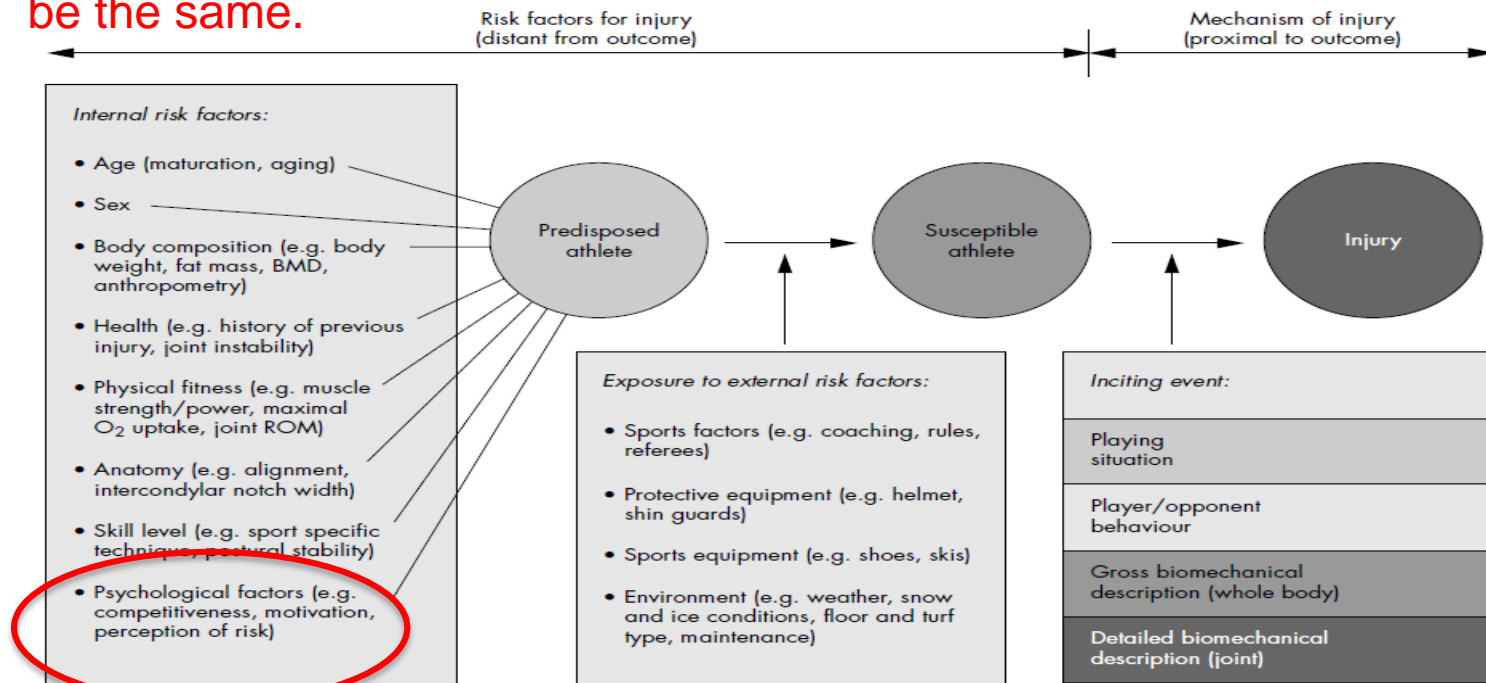 be the same.
Risk factors for injury
(distant from outcome)
Mechanism of injury
(proximal to outcome)
Internal risk factors:
• Age (maturation, aging)
• Sex
• Body composition (e.g. body
weight, fat mass, BMD,
anthropometry)
• Health (e.g. history of previous
injury, joint instability)
• Physical fitness (e.g. muscle
strength/power, maximal
O₂ uptake, joint ROM)
• Anatomy (e.g. alignment,
intercondylar notch width)
• Skill level (e.g. sport specific
technique, postural stability)
• Psychological factors (e.g.
competitiveness, motivation,
perception of risk)
Predisposed
athlete
Susceptible
athlete
Injury
Exposure to external risk factors:
• Sports factors (e.g. coaching, rules,
referees)
• Protective equipment (e.g. helmet,
shin guards)
• Sports equipment (e.g. shoes, skis)
• Environment (e.g. weather, snow
and ice conditions, floor and turf
type, maintenance)
Inciting event:
Playing
situation
Player/opponent
behaviour
Gross biomechanical
description (whole body)
Detailed biomechanical
description (joint)